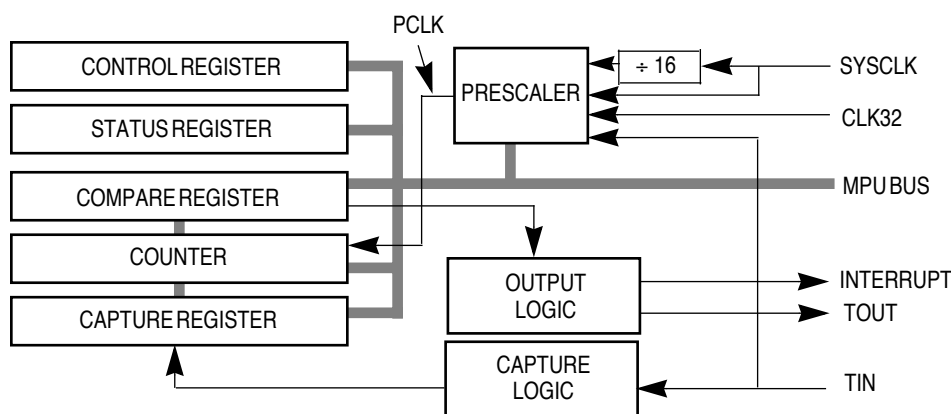 PCLK
CONTROL REGISTER
STATUS REGISTER
COMPARE REGISTER
COUNTER
CAPTURE REGISTER
PRESCALER
÷ 16
SYSCLK
CLK32
MPU BUS
OUTPUT
LOGIC
INTERRUPT
TOUT
CAPTURE
LOGIC
TIN